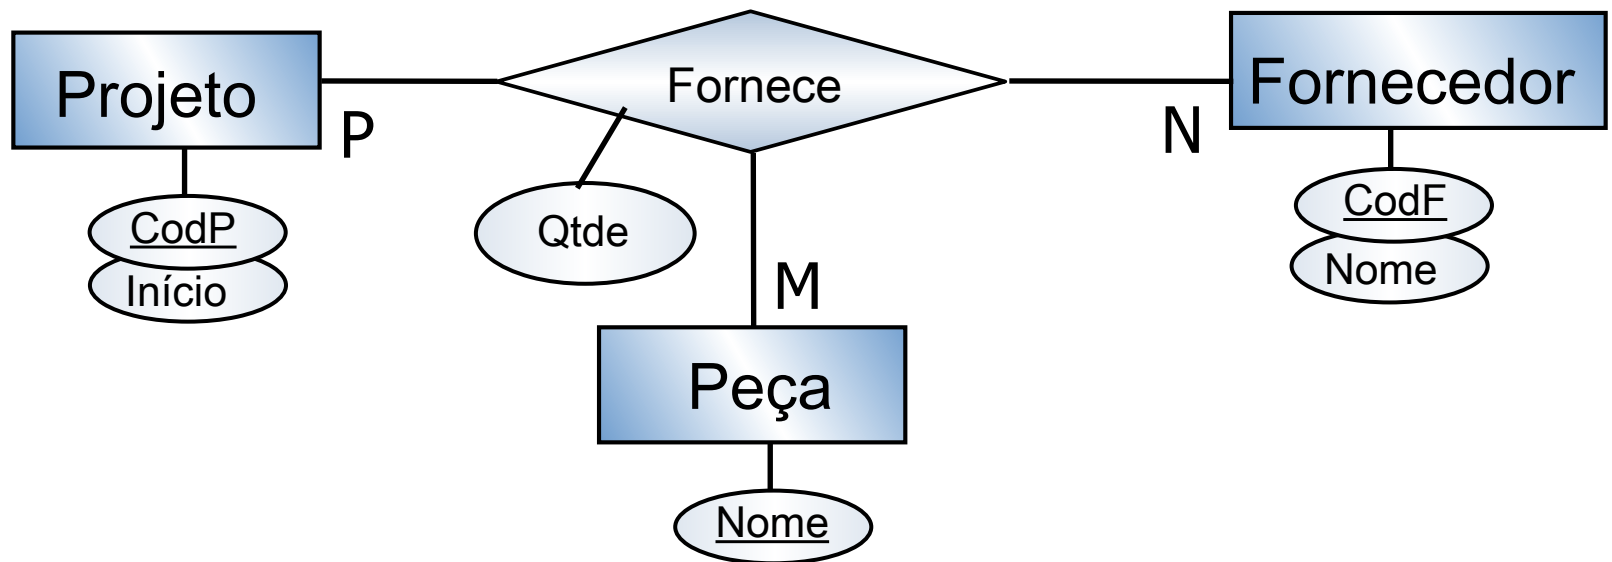 Projeto
P
CodP
Início
Fornece
Qtde
M
Peça
Nome
N
Fornecedor
CodF
Nome